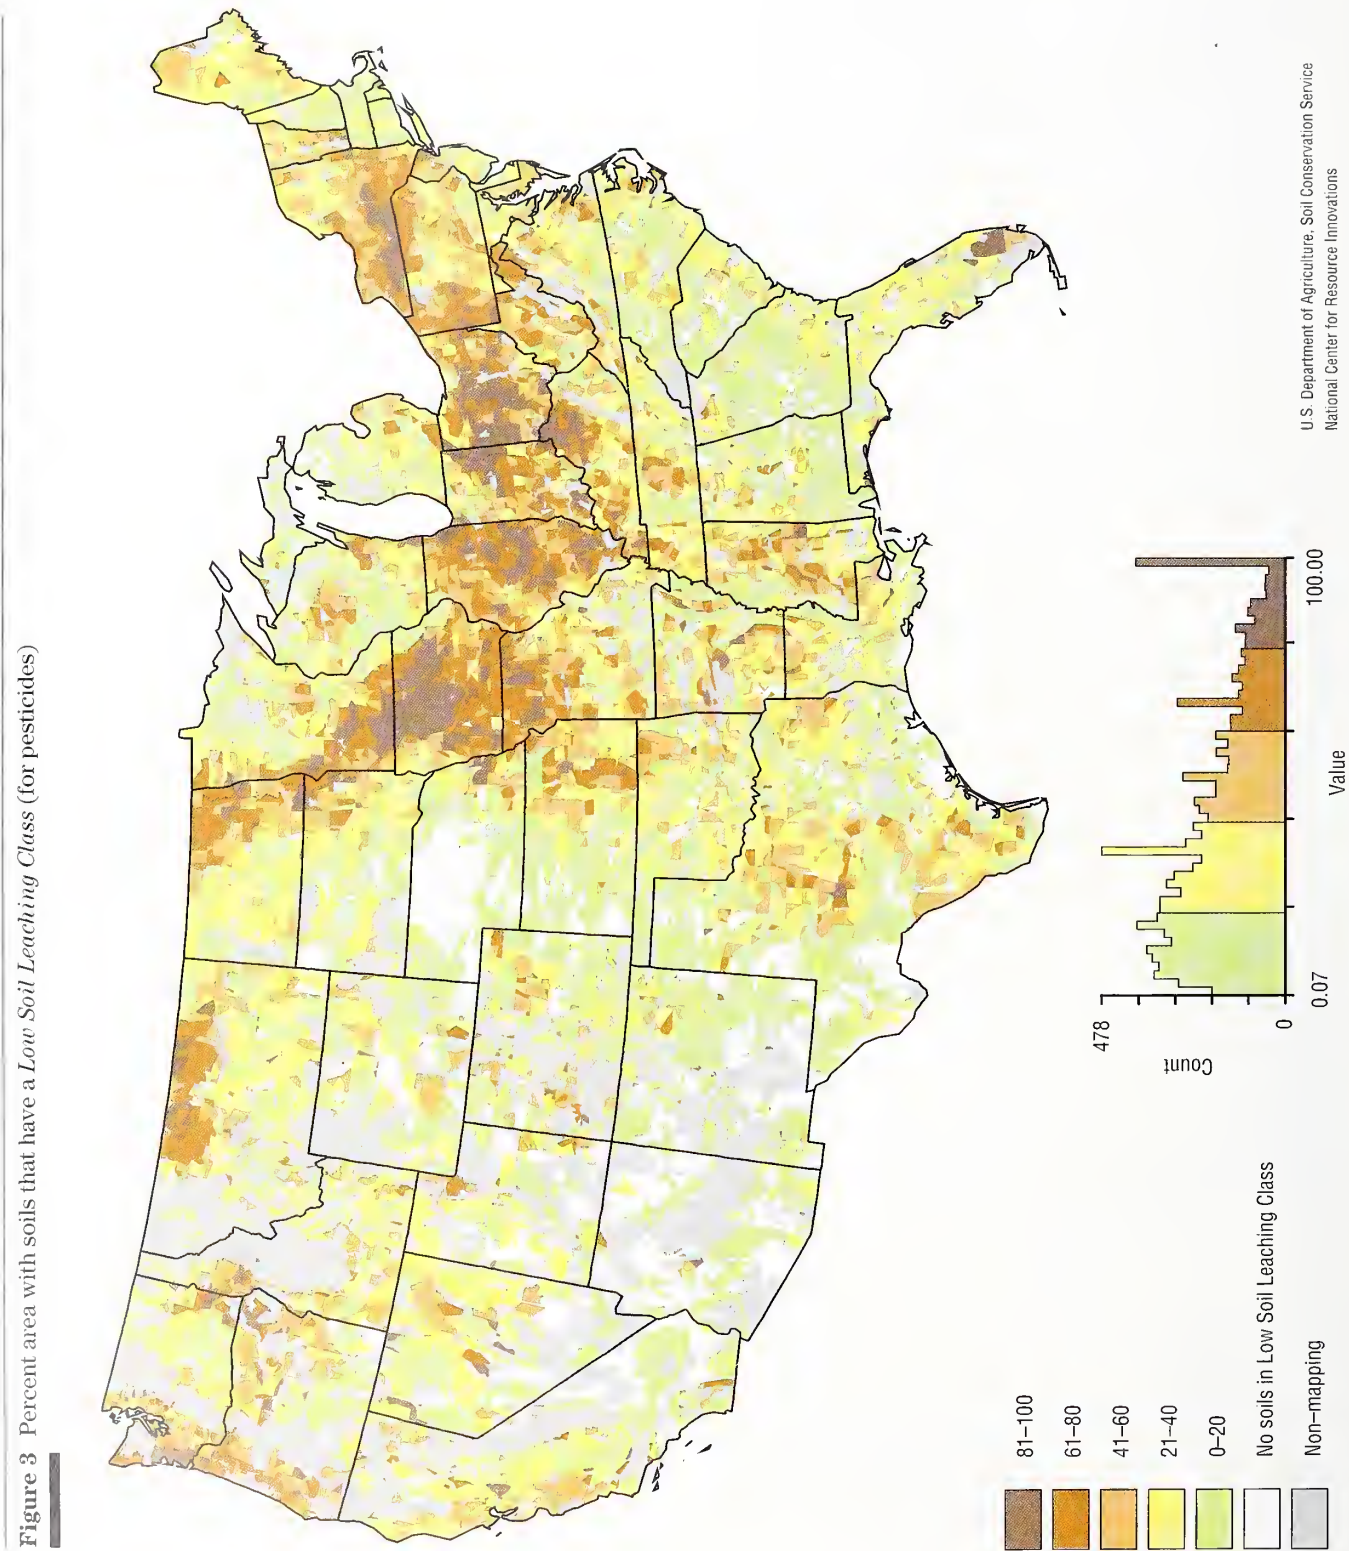 Figure 3 Percent area with soils that have a Low Soil Leaching Class (for pesticides)
81–100
61–80
41–60
21–40
0–20
No soils in Low Soil Leaching Class
Non–mapping
478
Count
0
0.07
100.00
Value
U.S. Department of Agriculture, Soil Conservation Service
National Center for Resource Innovations